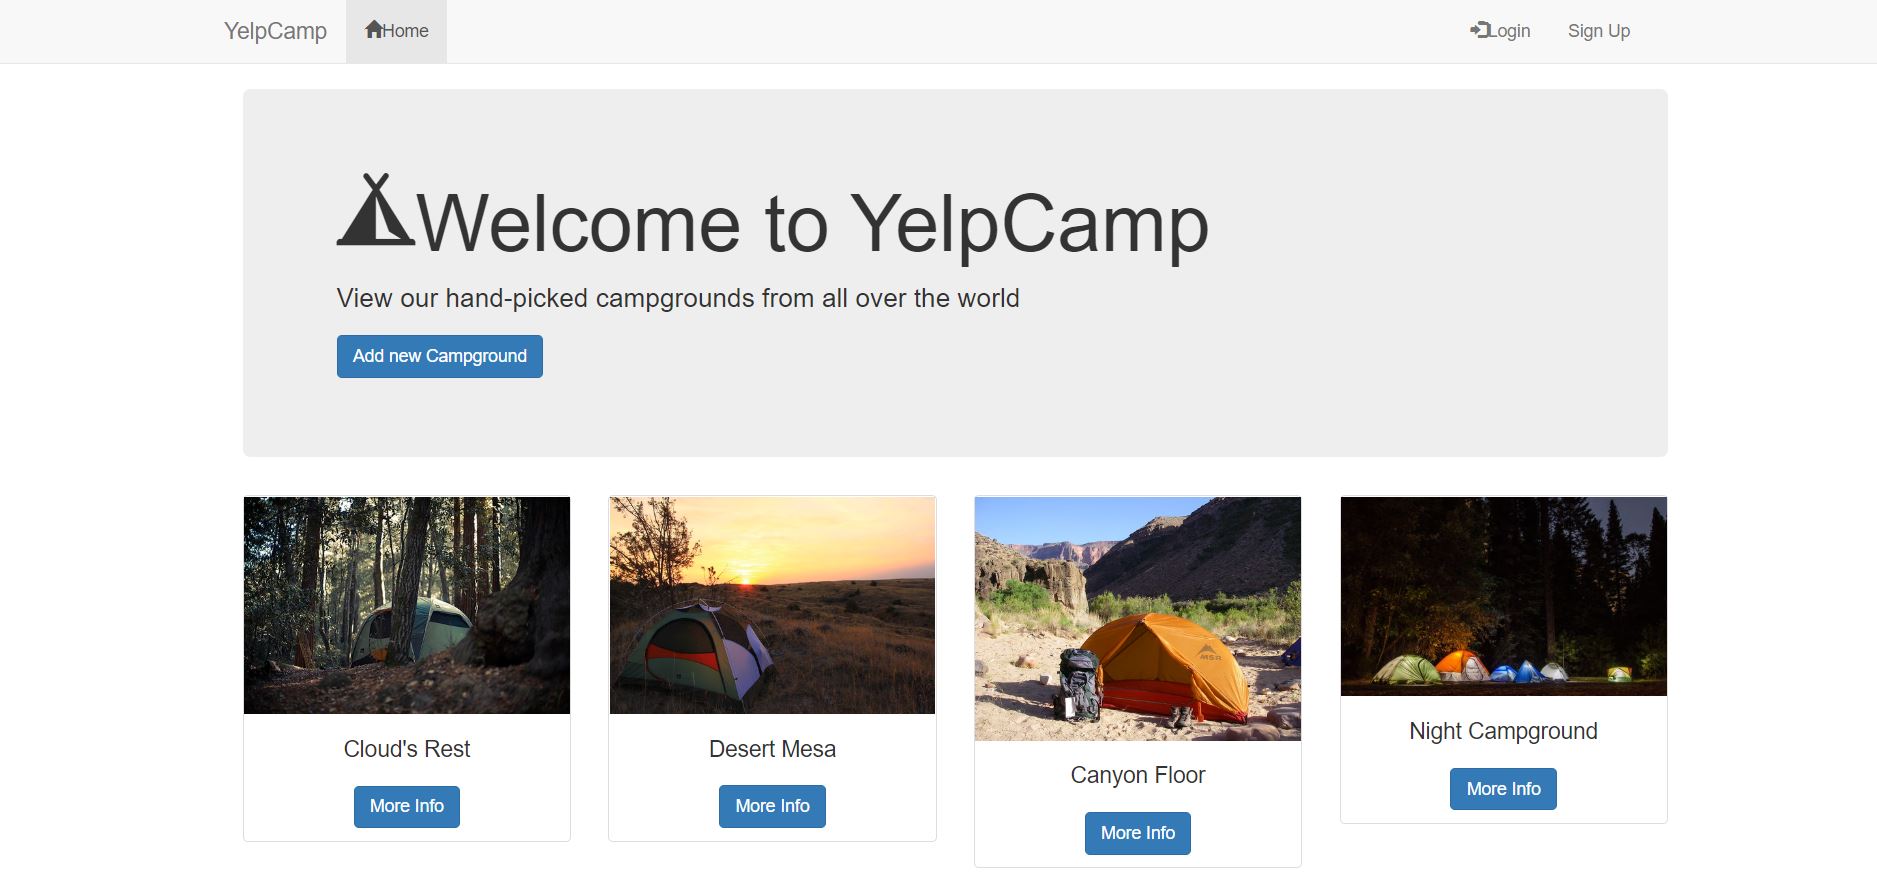 YelpCamp Home Login Sign Up
Welcome to YelpCamp
View our hand-picked campgrounds from all over the world
Add new Campground
MSR
Cloud's Rest
More Info
Desert Mesa
More Info
Canyon Floor
More Info
Night Campground
More Info